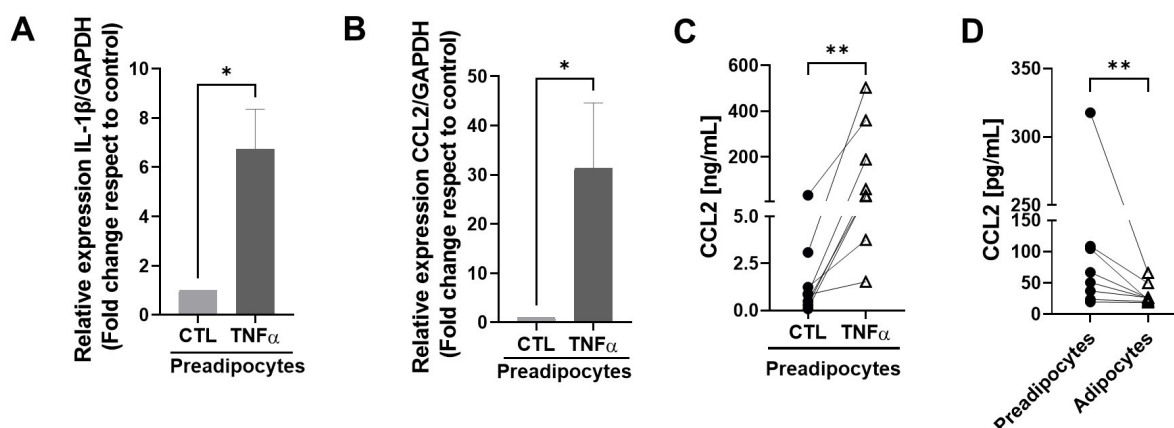 A
Relative expression IL-1β/GAPDH
(Fold change respect to control)
10
8
6
4
2
0
*
CTL TNFα
Preadipocytes
B
Relative expression CCL2/GAPDH
(Fold change respect to control)
50
40
30
20
10
0
*
CTL TNFα
Preadipocytes
C
CCL2 [ng/mL]
600
400
200
5.0
2.5
0.0
**
CTL TNFα
Preadipocytes
D
CCL2 [pg/mL]
350
300
250
150
100
50
0
**
Preadipocytes
Adipocytes